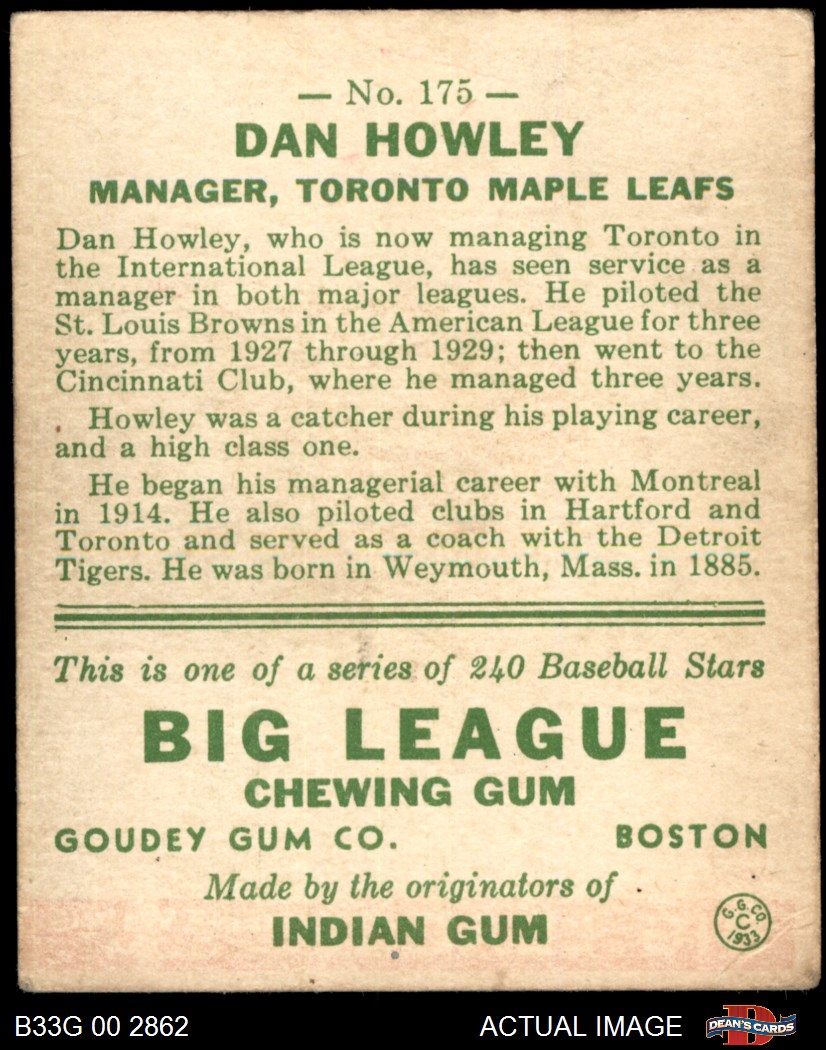 — No. 175 —
DAN HOWLEY
MANAGER, TORONTO MAPLE LEAFS
Dan Howley, who is now managing Toronto in
the International League, has seen service as a
manager in both major leagues. He piloted the
St. Louis Browns in the American League for three
years, from 1927 through 1929; then went to the
Cincinnati Club, where he managed three years.
Howley was a catcher during his playing career,
and a high class one.
He began his managerial career with Montreal
in 1914. He also piloted clubs in Hartford and
Toronto and served as a coach with the Detroit
Tigers. He was born in Weymouth, Mass. in 1885.
This is one of a series of 240 Baseball Stars
BIG LEAGUE
CHEWING GUM
GOUDEY GUM CO. BOSTON
Made by the originators of
INDIAN GUM
G. G. CO.
C
1933
B33G 00 2862 ACTUAL IMAGE
D
DEAN'S CARDS